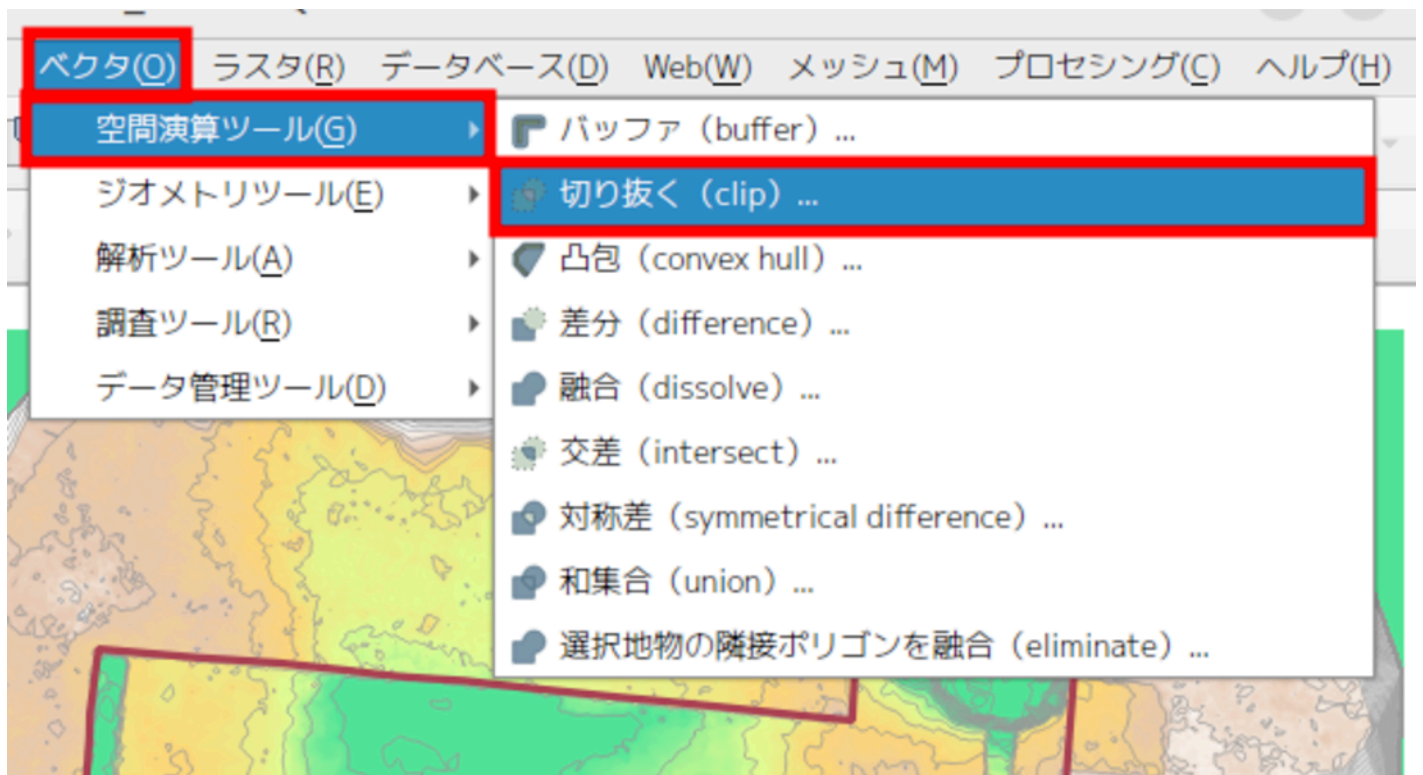 ベクタ(O) ラスタ(R) データベース(D) Web(W) メッシュ(M) プロセシング(C) ヘルプ(H)
空間演算ツール(G)
ジオメトリツール(E)
解析ツール(A)
調査ツール(R)
データ管理ツール(D)
バッファ（buffer）...
切り抜く（clip）...
凸包（convex hull）...
差分（difference）...
融合（dissolve）...
交差（intersect）...
対称差（symmetrical difference）...
和集合（union）...
選択地物の隣接ポリゴンを融合（eliminate）...